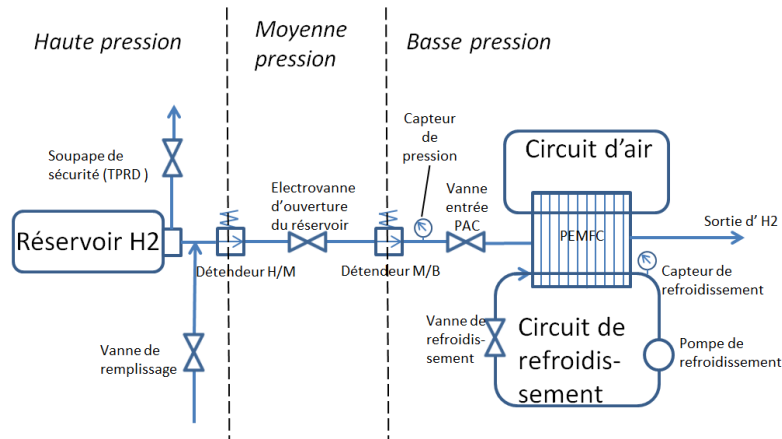 Haute pression
Moyenne
pression
Basse pression
Soupape de
sécurité (TPRD )
Capteur
de
pression
Circuit d'air
Electrovanne
d'ouverture
du réservoir
Vanne
entrée
PAC
Réservoir H2
PEMFC
Sortie d' H2
Détendeur H/M
Détendeur M/B
Capteur de
refroidissement
Vanne de
refroidis-
sement
Circuit de
refroidis-
sement
Vanne de
remplissage
Pompe de
refroidissement